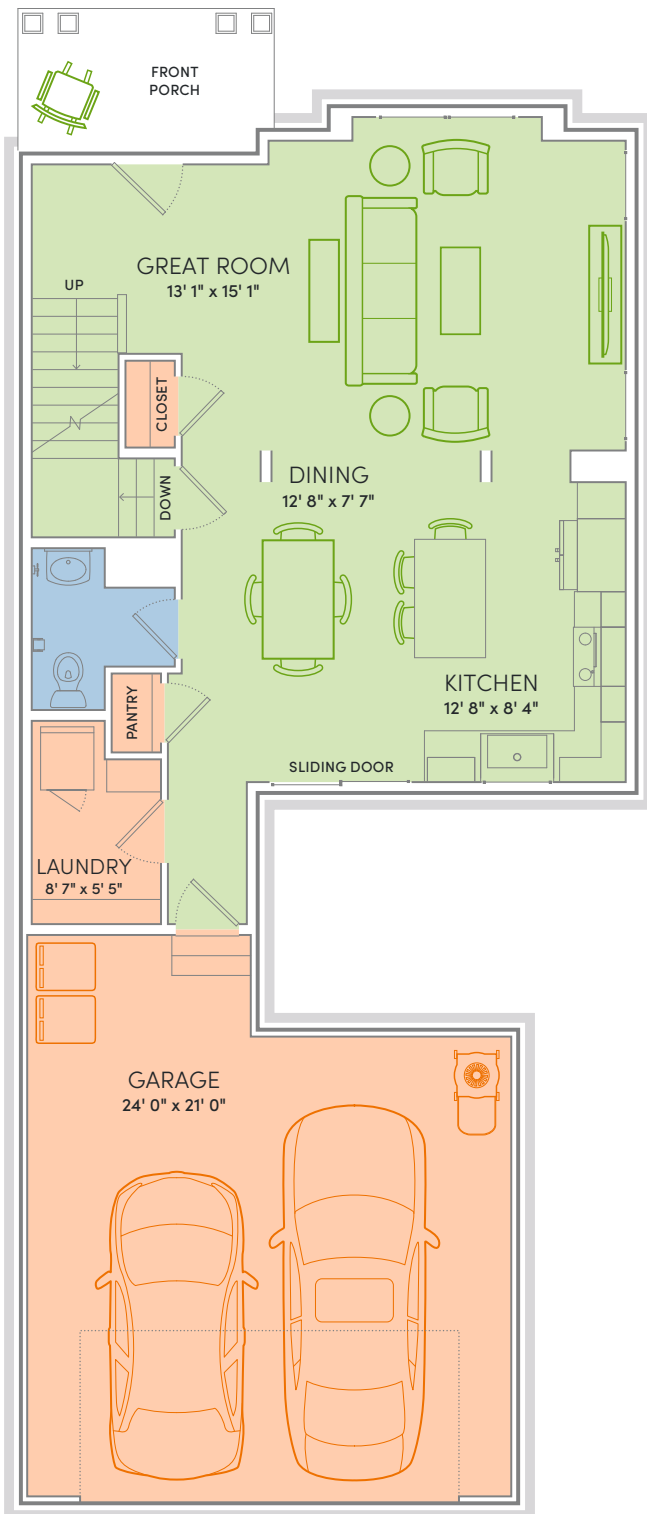 FRONT
PORCH
GREAT ROOM
13' 1" x 15' 1"
UP
CLOSET
DINING
12' 8" x 7' 7"
DOWN
KITCHEN
12' 8" x 8' 4"
PANTRY
SLIDING DOOR
LAUNDRY
8' 7" x 5' 5"
GARAGE
24' 0" x 21' 0"